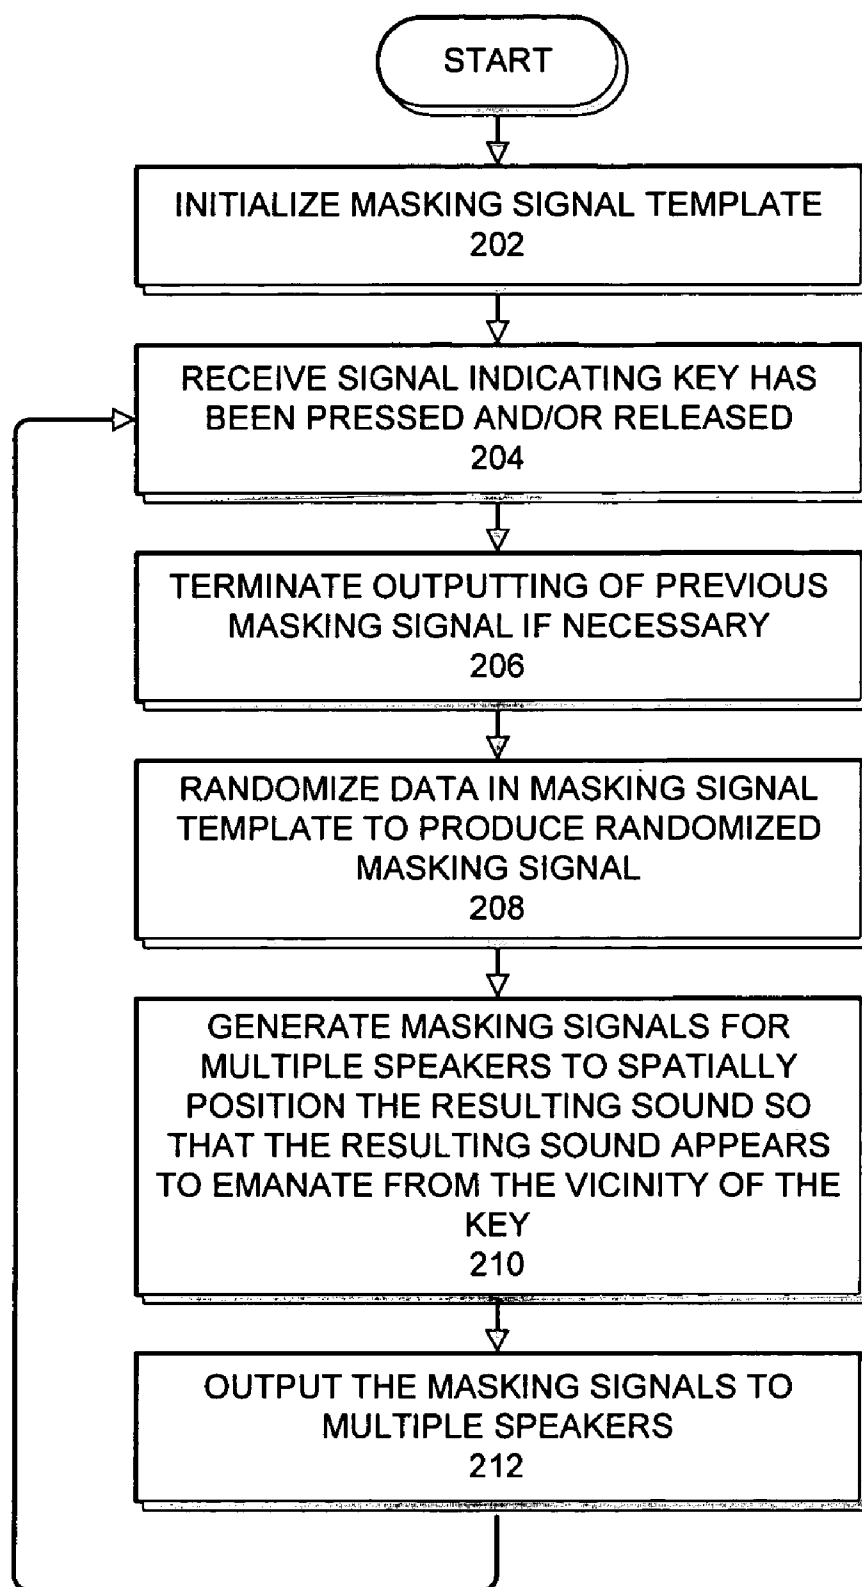 START
INITIALIZE MASKING SIGNAL TEMPLATE
202
RECEIVE SIGNAL INDICATING KEY HAS
BEEN PRESSED AND/OR RELEASED
204
TERMINATE OUTPUTTING OF PREVIOUS
MASKING SIGNAL IF NECESSARY
206
RANDOMIZE DATA IN MASKING SIGNAL
TEMPLATE TO PRODUCE RANDOMIZED
MASKING SIGNAL
208
GENERATE MASKING SIGNALS FOR
MULTIPLE SPEAKERS TO SPATIALLY
POSITION THE RESULTING SOUND SO
THAT THE RESULTING SOUND APPEARS
TO EMANATE FROM THE VICINITY OF THE
KEY
210
OUTPUT THE MASKING SIGNALS TO
MULTIPLE SPEAKERS
212